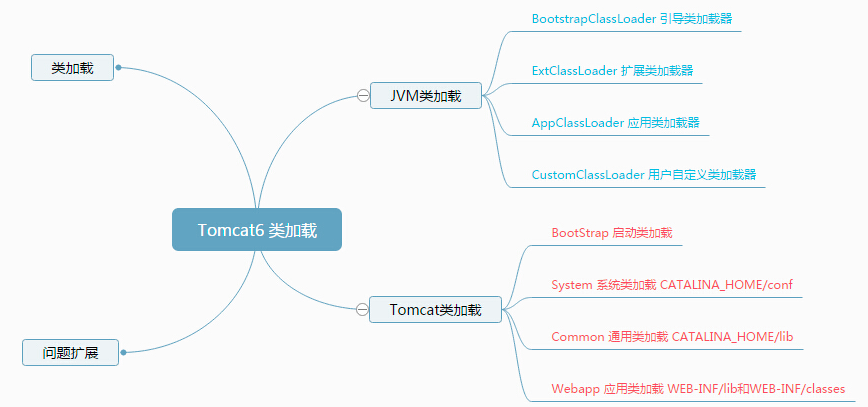 Tomcat6 类加载
类加载
问题扩展
JVM类加载
BootstrapClassLoader 引导类加载器
ExtClassLoader 扩展类加载器
AppClassLoader 应用类加载器
CustomClassLoader 用户自定义类加载器
Tomcat类加载
BootStrap 启动类加载
System 系统类加载 CATALINA_HOME/conf
Common 通用类加载 CATALINA_HOME/lib
Webapp 应用类加载 WEB-INF/lib和WEB-INF/classes